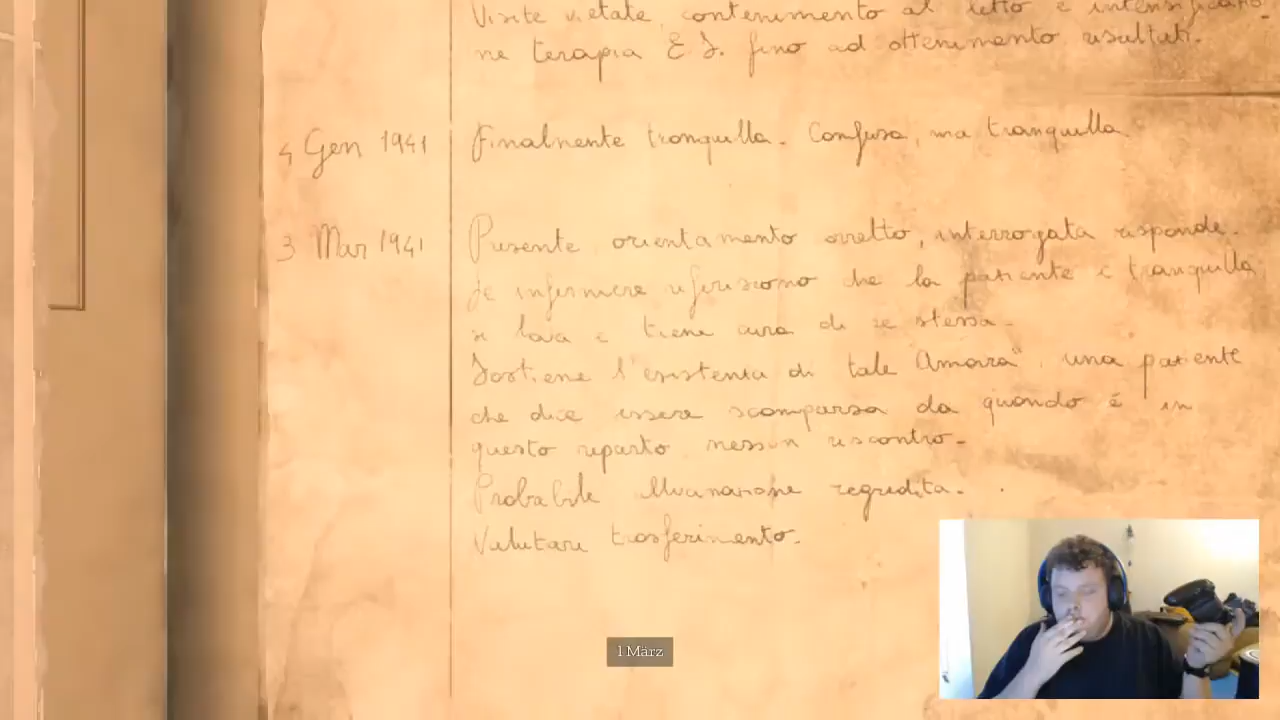 Visite vietate, contenimento al letto e intensificazio-
ne terapia E.S. fino ad ottenimento risultati.
4 Gen 1941 Finalmente tranquilla. Confusa, ma tranquilla
3 Mar 1941 Presente orientamento corretto, interrogata risponde.
Le infermiere riferiscono che la paziente è tranquilla
si lava e tiene cura di se stessa.
Sostiene l'esistenza di tale "Amara", una paziente
che dice essere scomparsa da quando è in
questo reparto, nessun riscontro.
Probabile allucinazione regredita.
Valutare trasferimento.
1.März